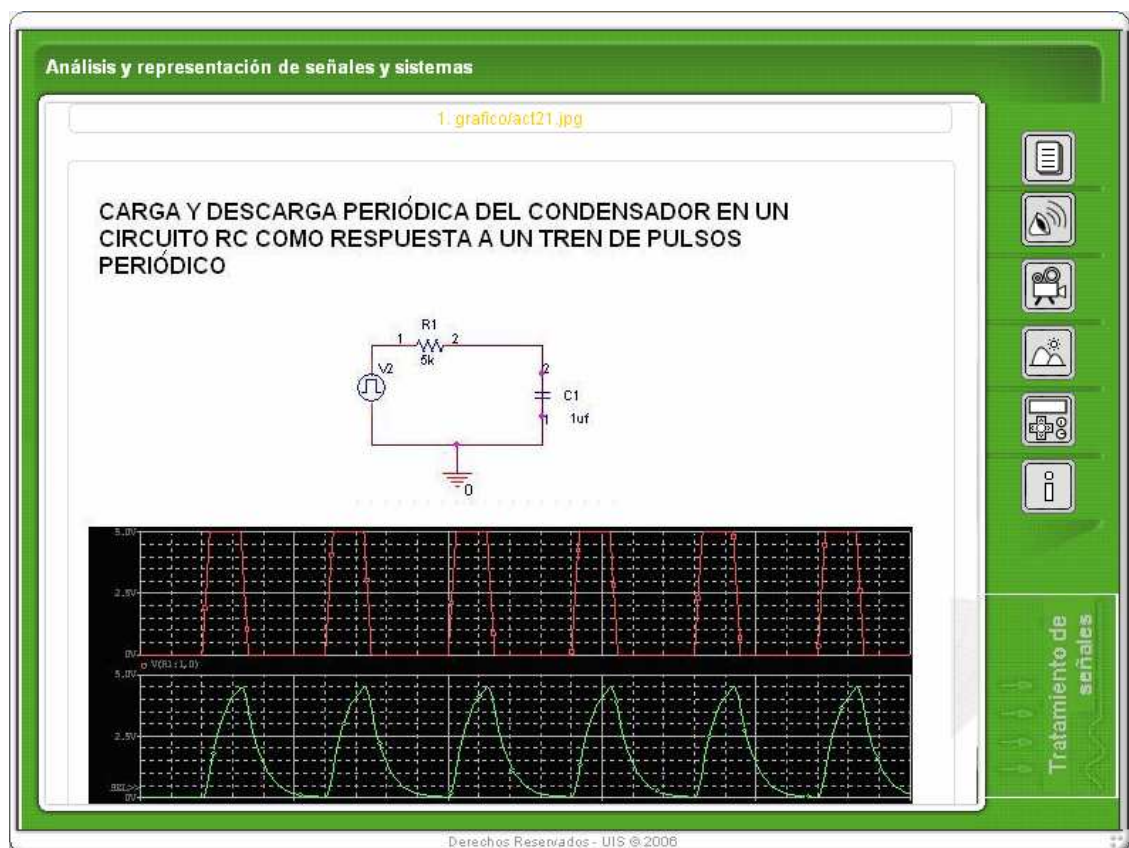 Análisis y representación de señales y sistemas
1. grafico/act21.jpg
CARGA Y DESCARGA PERIÓDICA DEL CONDENSADOR EN UN
CIRCUITO RC COMO RESPUESTA A UN TREN DE PULSOS
PERIÓDICO
R1
1
2
5k
V2
2
C1
1
1uf
0
5.0V
2.5V
0V
V(R1:1,0)
5.0V
2.5V
SEL>>
0V
Tratamiento de
señales
Derechos Reservados - UIS © 2006